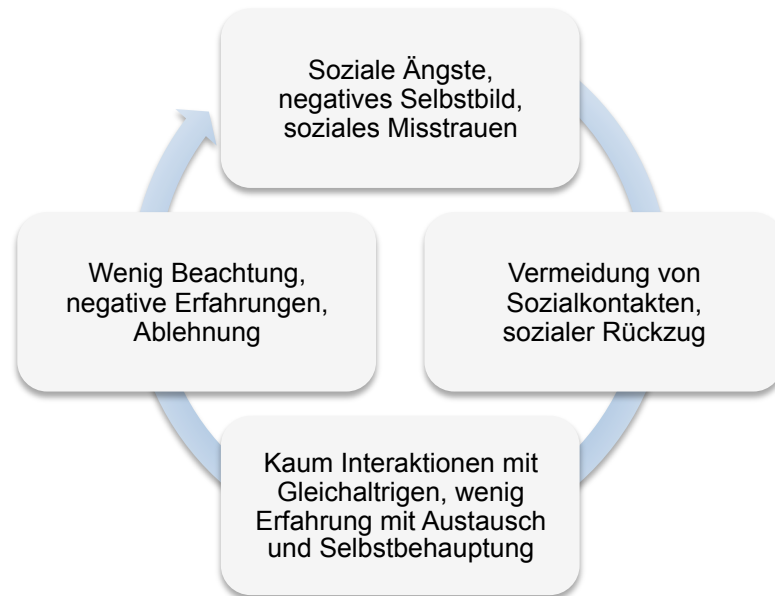 Soziale Ängste,
negatives Selbstbild,
soziales Misstrauen
Vermeidung von
Sozialkontakten,
sozialer Rückzug
Kaum Interaktionen mit
Gleichaltrigen, wenig
Erfahrung mit Austausch
und Selbstbehauptung
Wenig Beachtung,
negative Erfahrungen,
Ablehnung